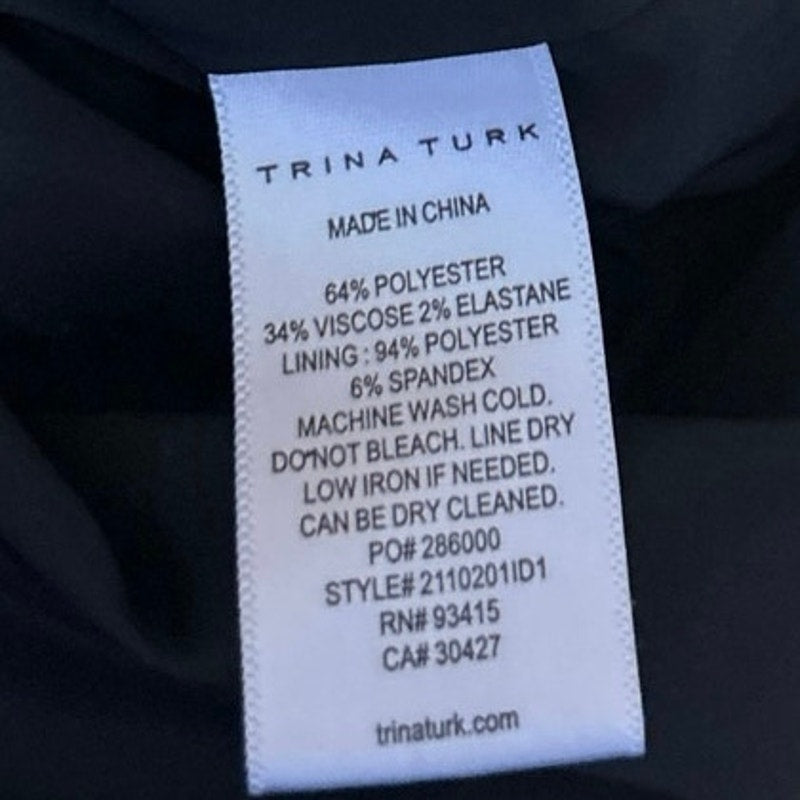 TRINA TURK
MADE IN CHINA
64% POLYESTER
34% VISCOSE 2% ELASTANE
LINING : 94% POLYESTER
6% SPANDEX
MACHINE WASH COLD.
DO NOT BLEACH. LINE DRY
LOW IRON IF NEEDED.
CAN BE DRY CLEANED.
PO# 286000
STYLE# 2110201ID1
RN# 93415
CA# 30427
trinaturk.com